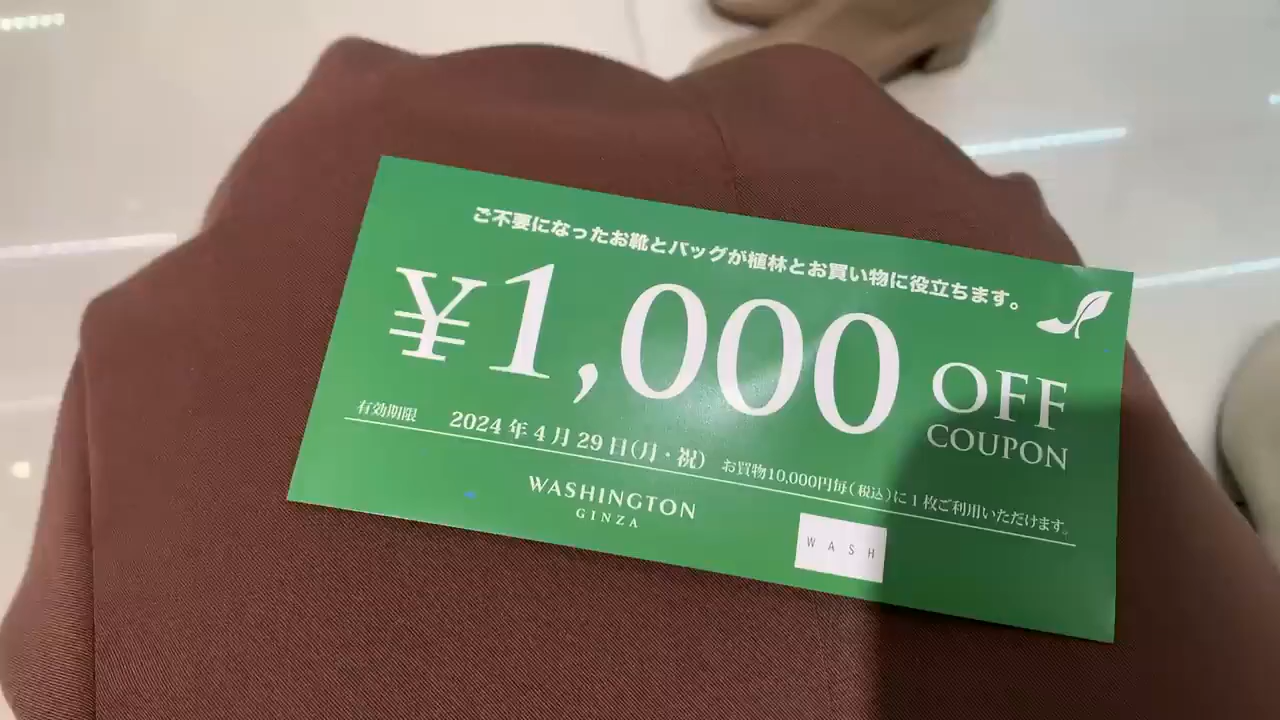 ご不要になったお靴とバッグが植林とお買い物に役立ちます。
¥1,000 OFF
COUPON
有効期限 2024年4月29日(月・祝) お買物10,000円毎(税込)に1枚ご利用いただけます。
WASHINGTON
GINZA
WASH